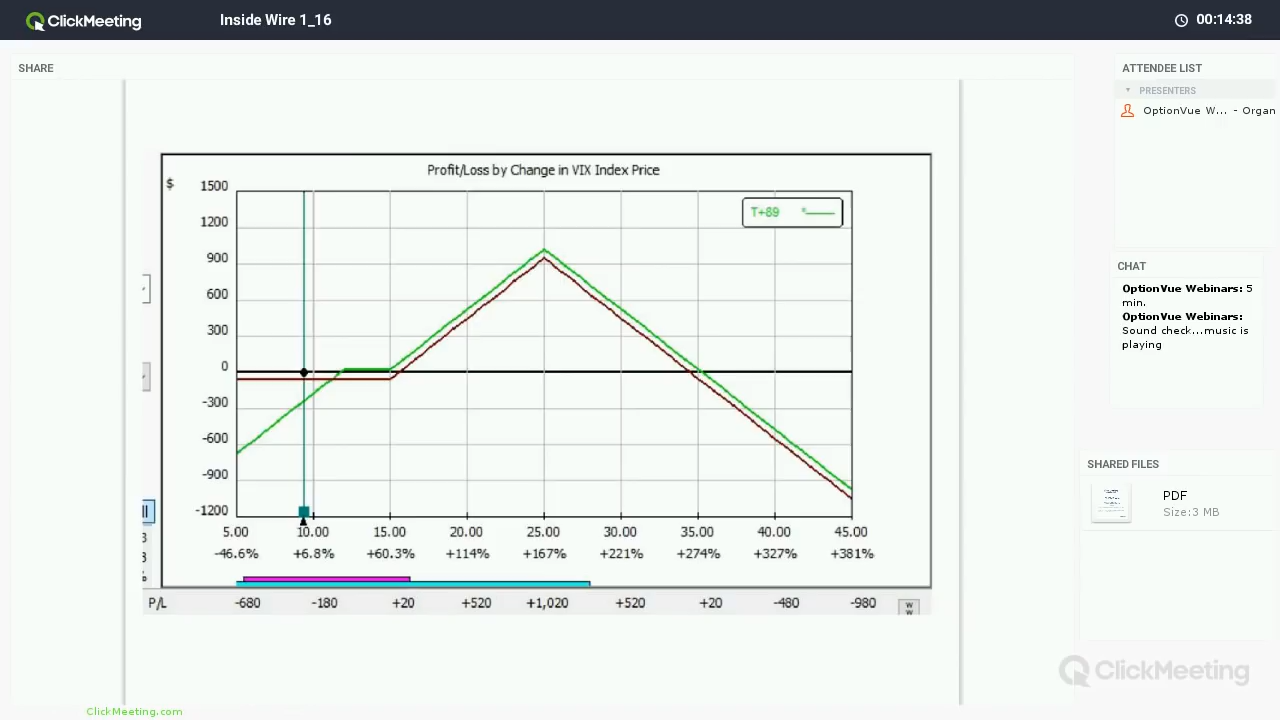 ClickMeeting
Inside Wire 1_16
00:14:38
SHARE
Profit/Loss by Change in VIX Index Price
$
1500
1200
900
600
300
0
-300
-600
-900
-1200
T+89
5.00 10.00 15.00 20.00 25.00 30.00 35.00 40.00 45.00
-46.6% +6.8% +60.3% +114% +167% +221% +274% +327% +381%
P/L -680 -180 +20 +520 +1,020 +520 +20 -480 -980
ATTENDEE LIST
PRESENTERS
OptionVue W... - Organ
CHAT
OptionVue Webinars: 5
min.
OptionVue Webinars:
Sound check...music is
playing
SHARED FILES
PDF
Size:3 MB
ClickMeeting
ClickMeeting.com